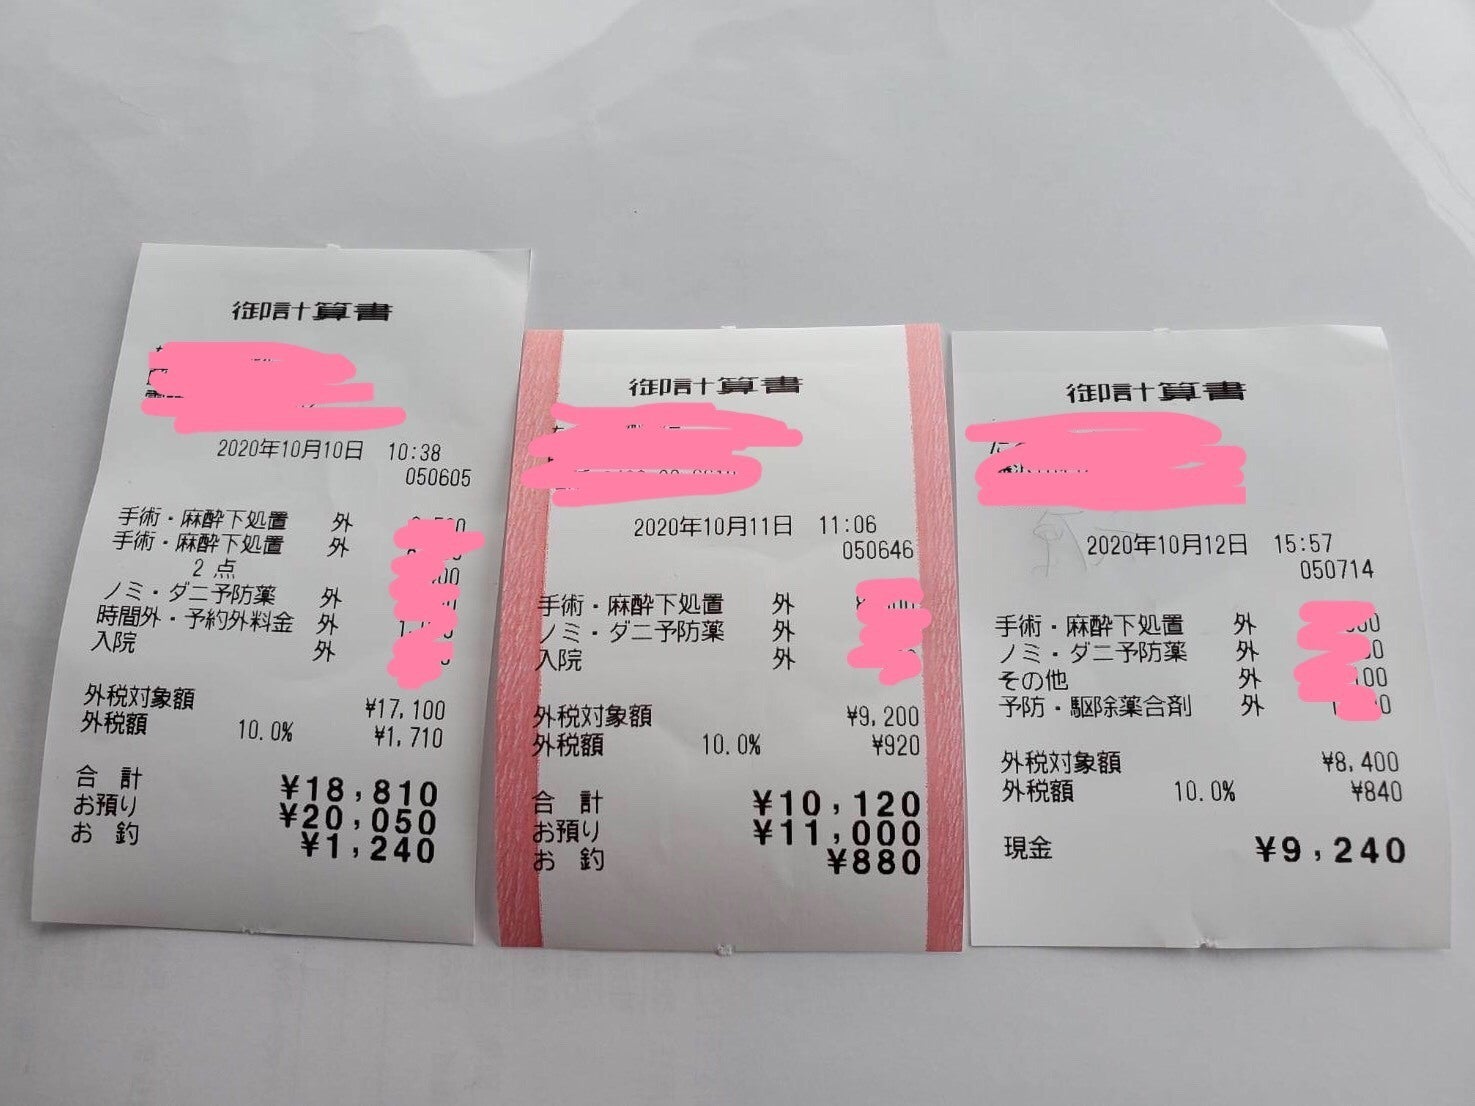 御計算書
2020年10月10日 10:38
050605
手術・麻酔下処置 外
手術・麻酔下処置 外
2点
ノミ・ダニ予防薬 外
時間外・予約外料金 外
入院 外
外税対象額 ¥17,100
外税額 10.0% ¥1,710
合 計 ¥18,810
お預り ¥20,050
お 釣 ¥1,240
御計算書
2020年10月11日 11:06
050646
手術・麻酔下処置 外
ノミ・ダニ予防薬 外
入院 外
外税対象額 ¥9,200
外税額 10.0% ¥920
合 計 ¥10,120
お預り ¥11,000
お 釣 ¥880
御計算書
2020年10月12日 15:57
050714
手術・麻酔下処置 外
ノミ・ダニ予防薬 外
その他 外
予防・駆除薬合剤 外
外税対象額 ¥8,400
外税額 10.0% ¥840
現金 ¥9,240